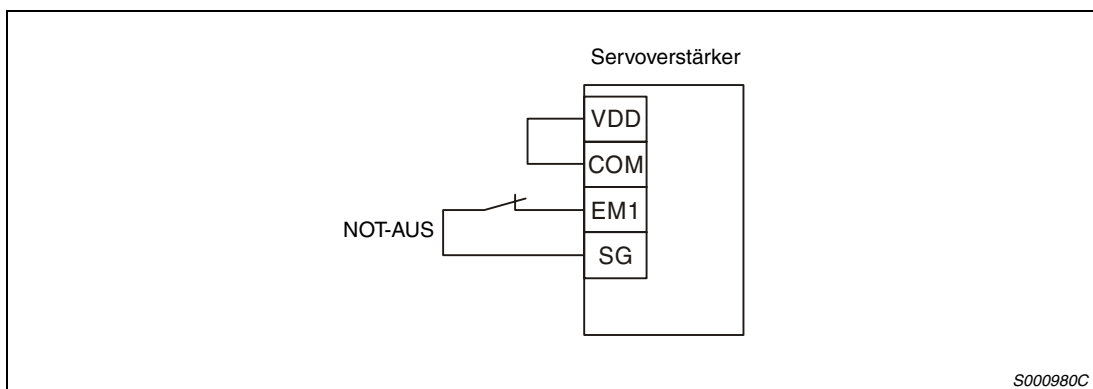 Servoverstärker
VDD
COM
EM1
NOT-AUS
SG
S000980C